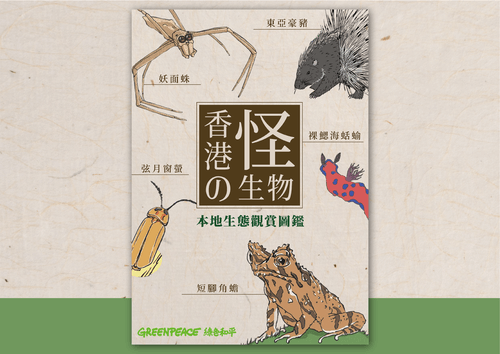 東亞豪豬
妖面蛛
香港の
怪生物
裸鰓海蛞蝓
弦月窗螢
本地生態觀賞圖鑑
短腳角蟾
GREENPEACE 綠色和平